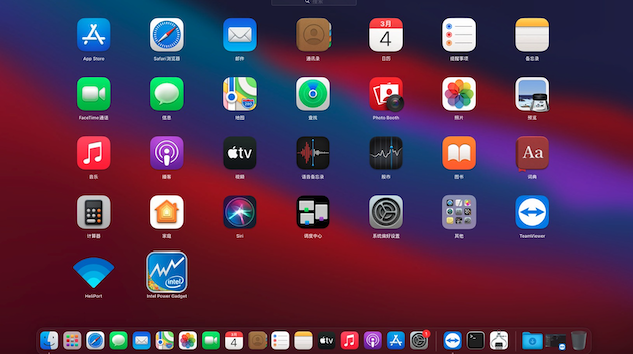 搜索
App Store
Safari浏览器
邮件
通讯录
3月
4
日历
提醒事项
备忘录
FaceTime通话
信息
地图
查找
Photo Booth
照片
预览
音乐
播客
tv
视频
语音备忘录
股市
图书
Aa
词典
计算器
家庭
Siri
调度中心
系统偏好设置
其他
TeamViewer
HeliPort
intel
Intel Power Gadget
4
tv
1